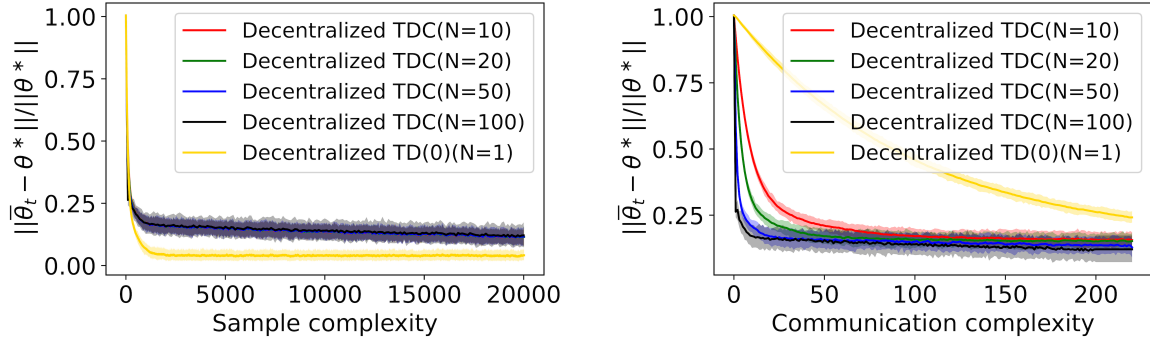 ||θ̅_t − θ*||/||θ*||
1.00
0.75
0.50
0.25
0.00
Decentralized TDC(N=10)
Decentralized TDC(N=20)
Decentralized TDC(N=50)
Decentralized TDC(N=100)
Decentralized TD(0)(N=1)
0 5000 10000 15000 20000
Sample complexity
||θ̅_t − θ*||/||θ*||
1.00
0.75
0.50
0.25
Decentralized TDC(N=10)
Decentralized TDC(N=20)
Decentralized TDC(N=50)
Decentralized TDC(N=100)
Decentralized TD(0)(N=1)
0 50 100 150 200
Communication complexity